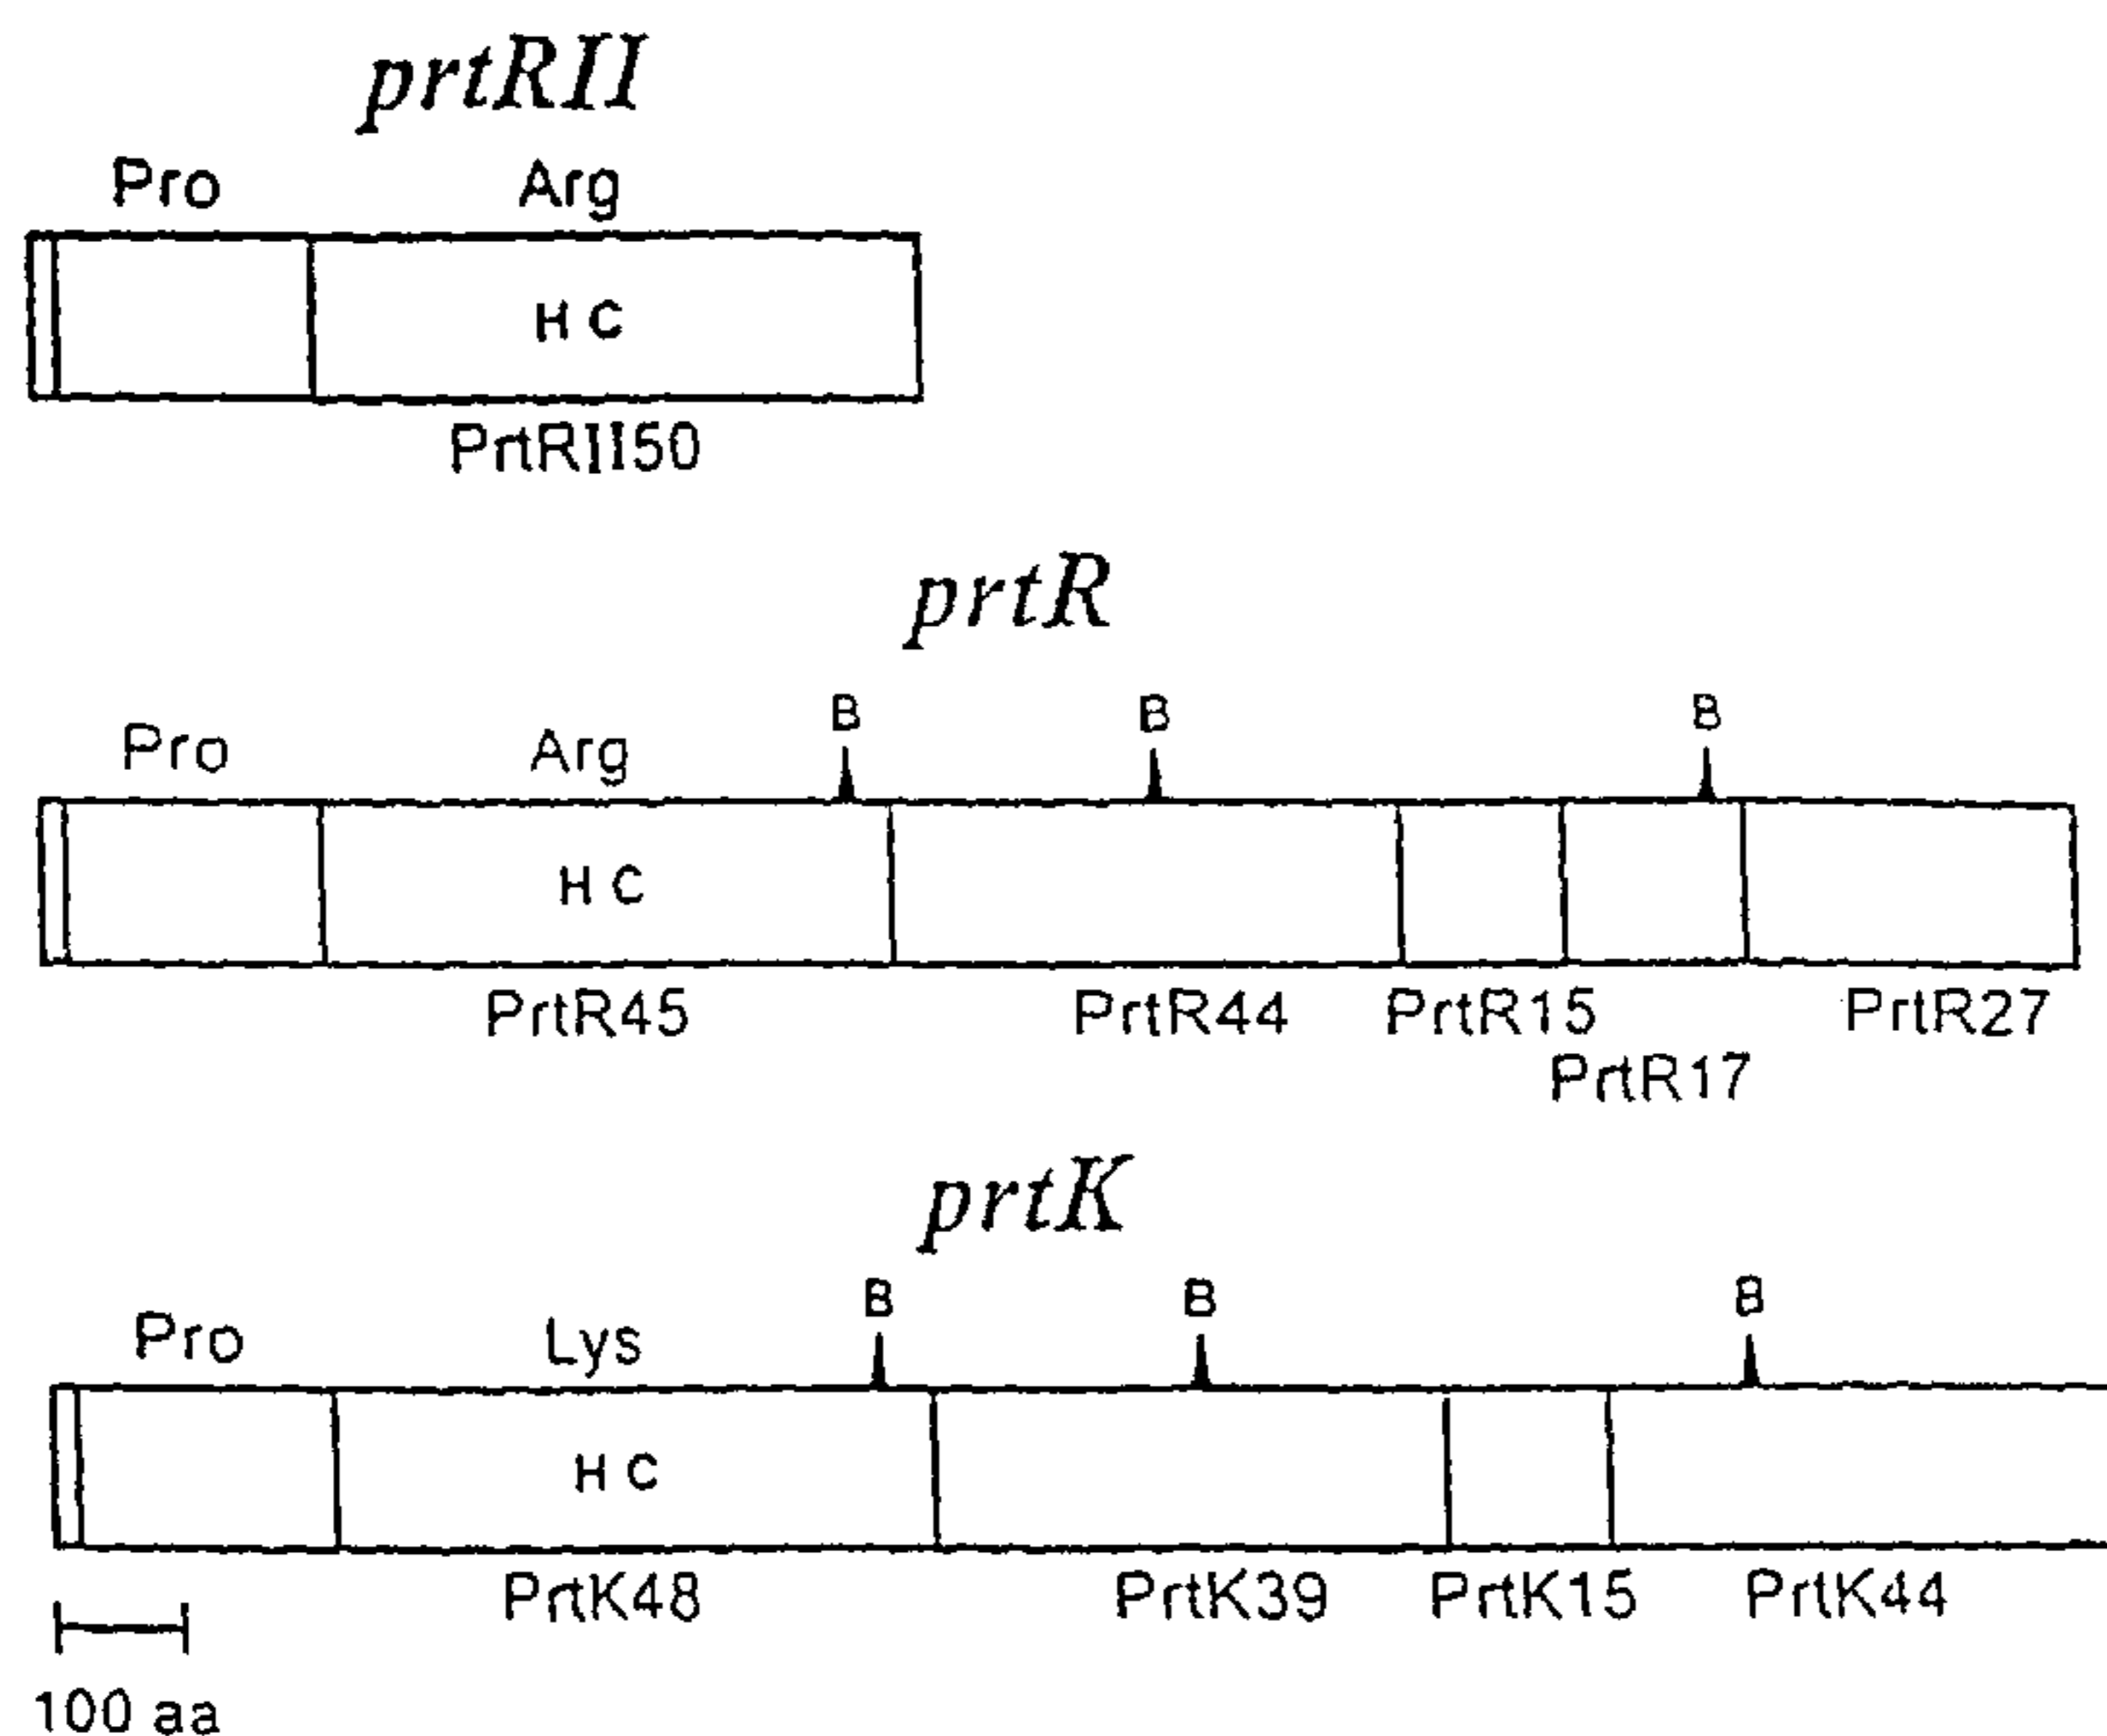 prtRII
Pro Arg
H C
PrtRII50
prtR
B B B
Pro Arg
H C
PrtR45 PrtR44 PrtR15 PrtR27
PrtR17
prtK
B B B
Pro Lys
H C
PrtK48 PrtK39 PrtK15 PrtK44
100 aa